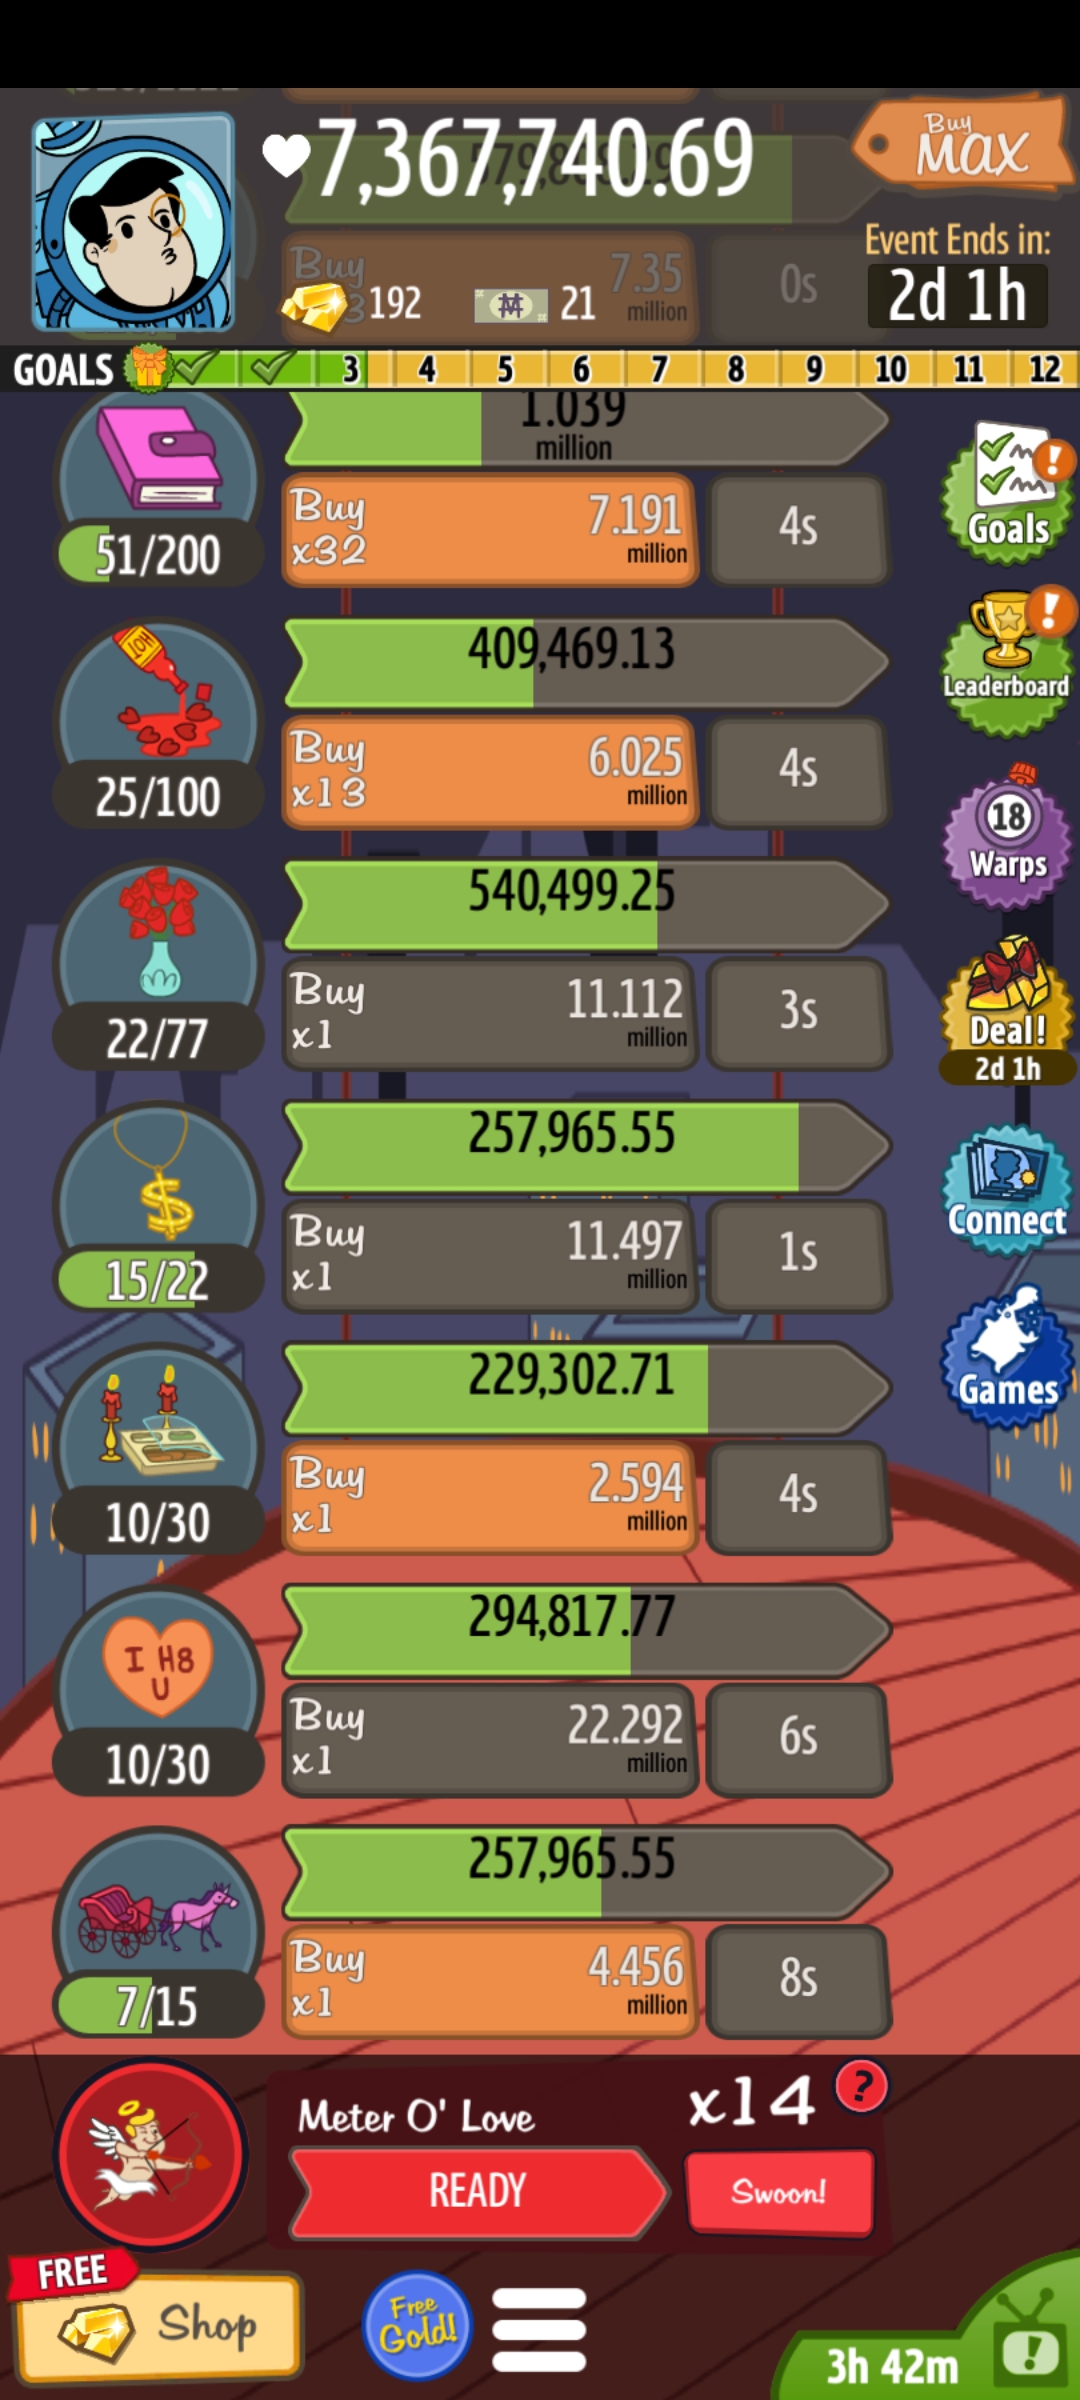 7,367,740.69
Buy
MAX
Event Ends in:
2d 1h
Buy
7.35
million
0s
192
21
GOALS 3 4 5 6 7 8 9 10 11 12
1.039
million
51/200
Buy
x32
7.191
million
4s
Goals
409,469.13
25/100
Buy
x13
6.025
million
4s
Leaderboard
HOT
540,499.25
22/77
Buy
x1
11.112
million
3s
18
Warps
257,965.55
15/22
Buy
x1
11.497
million
1s
Deal!
2d 1h
Connect
229,302.71
10/30
Buy
x1
2.594
million
4s
Games
I H8
U
294,817.77
10/30
Buy
x1
22.292
million
6s
257,965.55
7/15
Buy
x1
4.456
million
8s
Meter O' Love
x14
?
READY
Swoon!
FREE
Shop
Free
Gold!
3h 42m